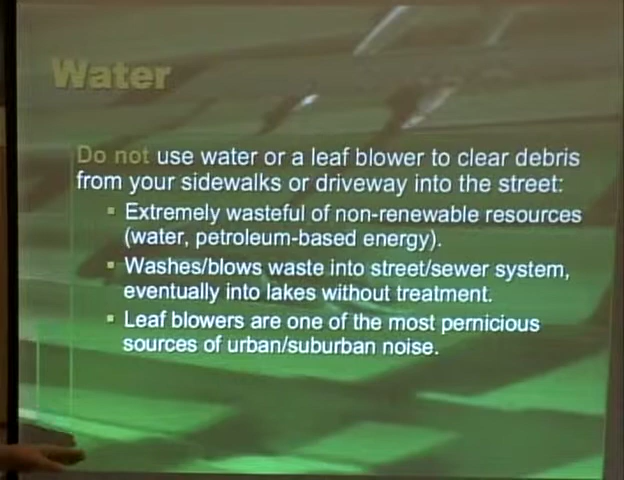 Water
Do not use water or a leaf blower to clear debris
from your sidewalks or driveway into the street:
Extremely wasteful of non-renewable resources
(water, petroleum-based energy).
Washes/blows waste into street/sewer system,
eventually into lakes without treatment.
Leaf blowers are one of the most pernicious
sources of urban/suburban noise.